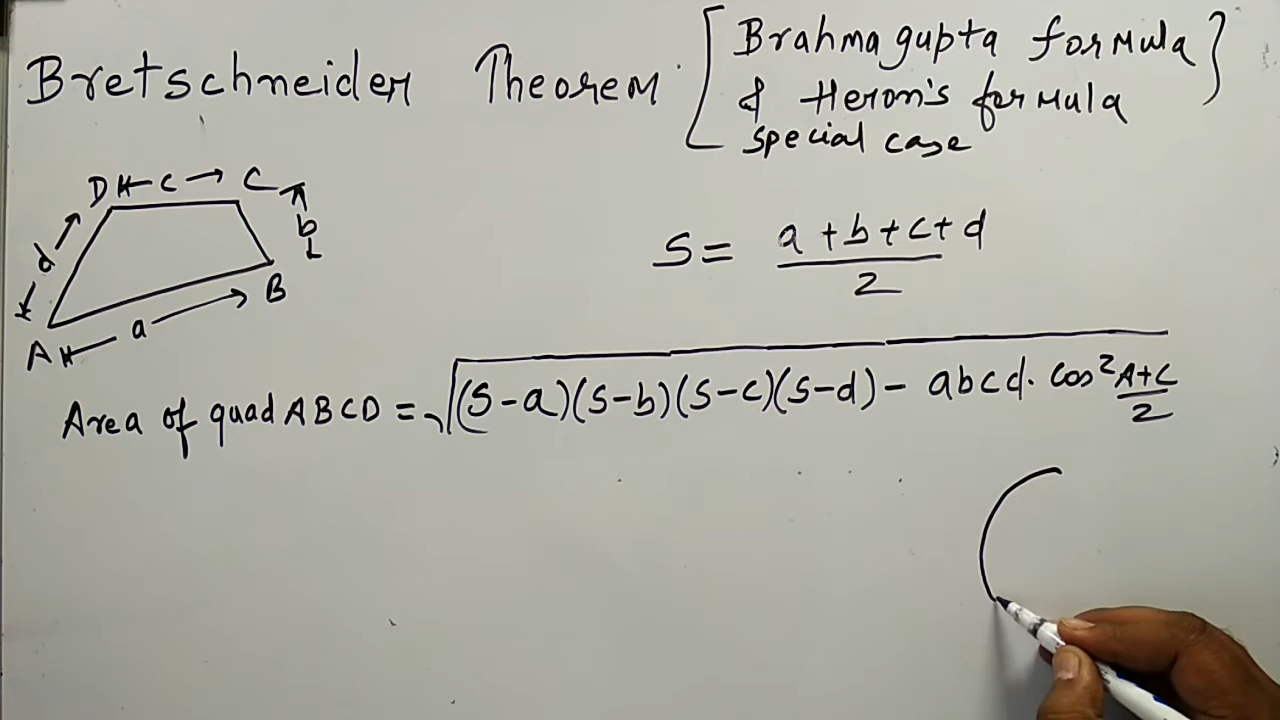 Bretschneider Theorem. [Brahmagupta formula
& Heron's formula]
special case
D c C
d b
A a B
S = a+b+c+d
2
Area of quad ABCD = √(S-a)(S-b)(S-c)(S-d) - abcd. cos² A+C
2